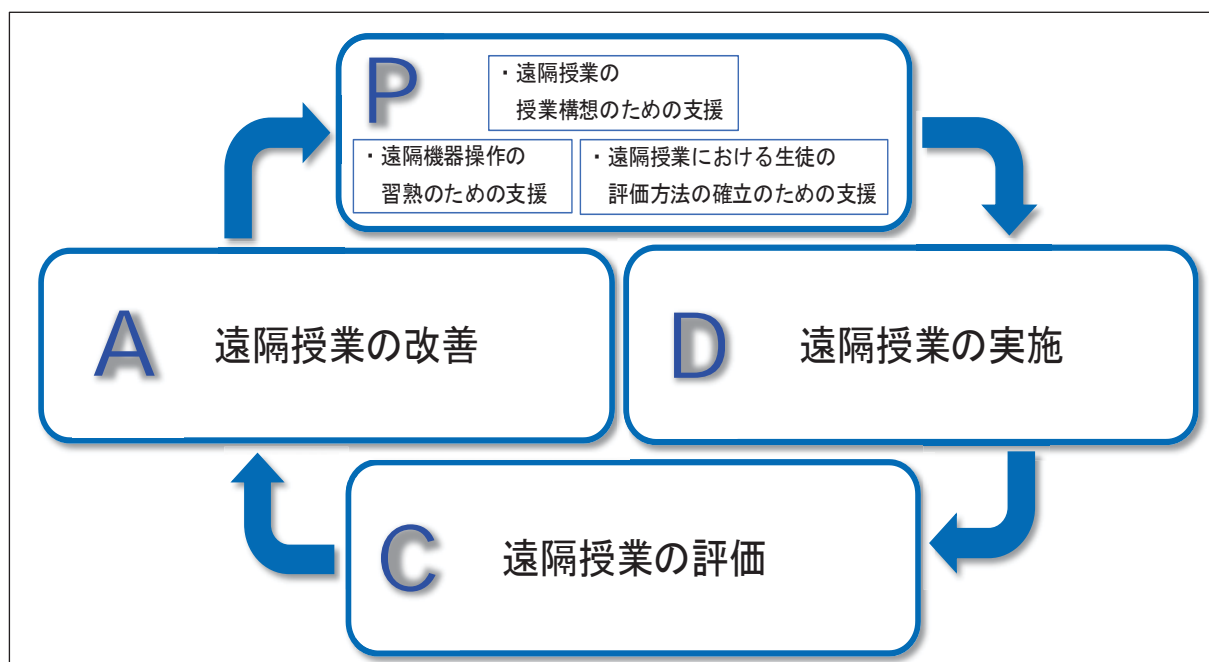 P
・遠隔授業の
授業構想のための支援
・遠隔機器操作の
習熟のための支援
・遠隔授業における生徒の
評価方法の確立のための支援
A
遠隔授業の改善
D
遠隔授業の実施
C
遠隔授業の評価